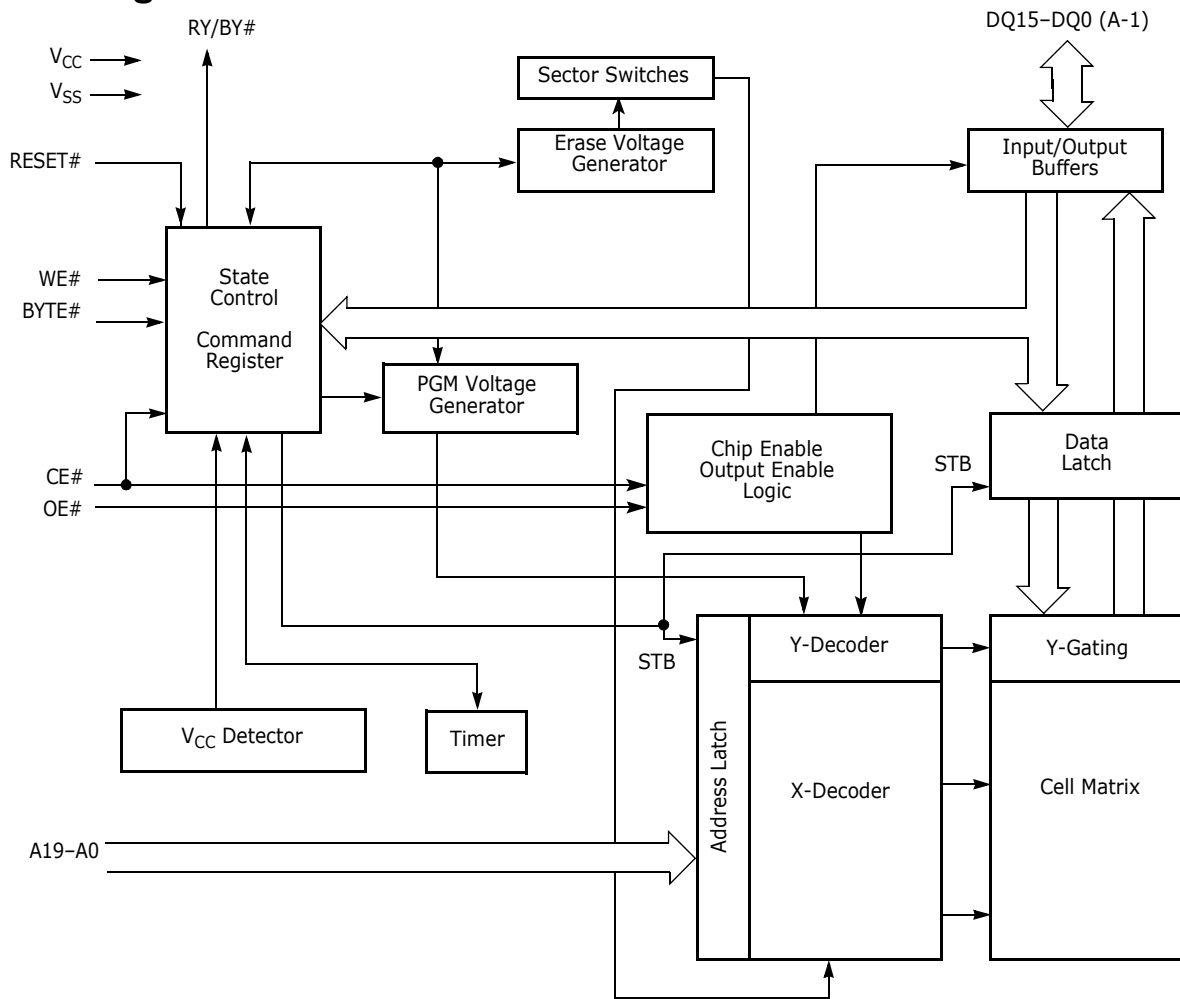 RY/BY#
DQ15–DQ0 (A-1)
VCC
VSS
Sector Switches
Erase Voltage
Generator
Input/Output
Buffers
RESET#
WE#
BYTE#
State
Control
Command
Register
PGM Voltage
Generator
Chip Enable
Output Enable
Logic
STB
Data
Latch
CE#
OE#
STB
Y-Decoder
Y-Gating
VCC Detector
Timer
Address Latch
X-Decoder
Cell Matrix
A19–A0